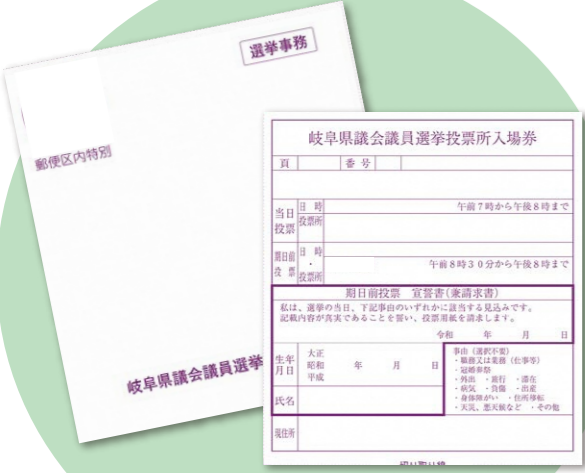 選挙事務
郵便区内特別
岐阜県議会議員選挙
岐阜県議会議員選挙投票所入場券
頁 番号
当日投票 日時 午前7時から午後8時まで
投票所
期日前投票 日時・投票所 午前8時30分から午後8時まで
期日前投票 宣誓書(兼請求書)
私は、選挙の当日、下記事由のいずれかに該当する見込みです。
記載内容が真実であることを誓い、投票用紙を請求します。
令和 年 月 日
生年月日 大正 昭和 平成 年 月 日
事由(選択不要)
・職務又は業務(仕事等)
・冠婚葬祭
・外出 ・旅行 ・滞在
・病気 ・負傷 ・出産
・身体障がい ・住所移転
・天災、悪天候など ・その他
氏名
現住所